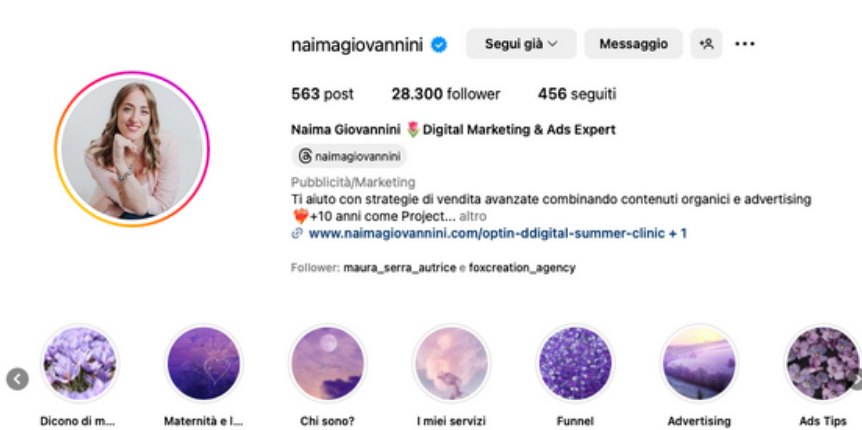 naimagiovannini
Segui già
Messaggio
563 post
28.300 follower
456 seguiti
Naima Giovannini 🌷 Digital Marketing & Ads Expert
naimagiovannini
Pubblicità/Marketing
Ti aiuto con strategie di vendita avanzate combinando contenuti organici e advertising
❤️‍🔥+10 anni come Project... altro
www.naimagiovannini.com/optin-ddigital-summer-clinic + 1
Follower: maura_serra_autrice e foxcreation_agency
Dicono di m...
Maternità e l...
Chi sono?
I miei servizi
Funnel
Advertising
Ads Tips